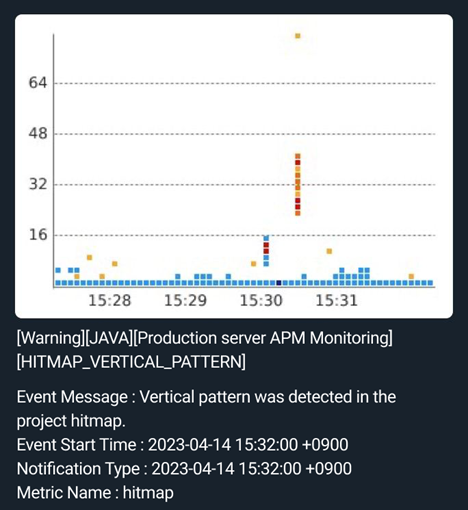 64
48
32
16
15:28 15:29 15:30 15:31
[Warning][JAVA][Production server APM Monitoring]
[HITMAP_VERTICAL_PATTERN]
Event Message : Vertical pattern was detected in the
project hitmap.
Event Start Time : 2023-04-14 15:32:00 +0900
Notification Type : 2023-04-14 15:32:00 +0900
Metric Name : hitmap